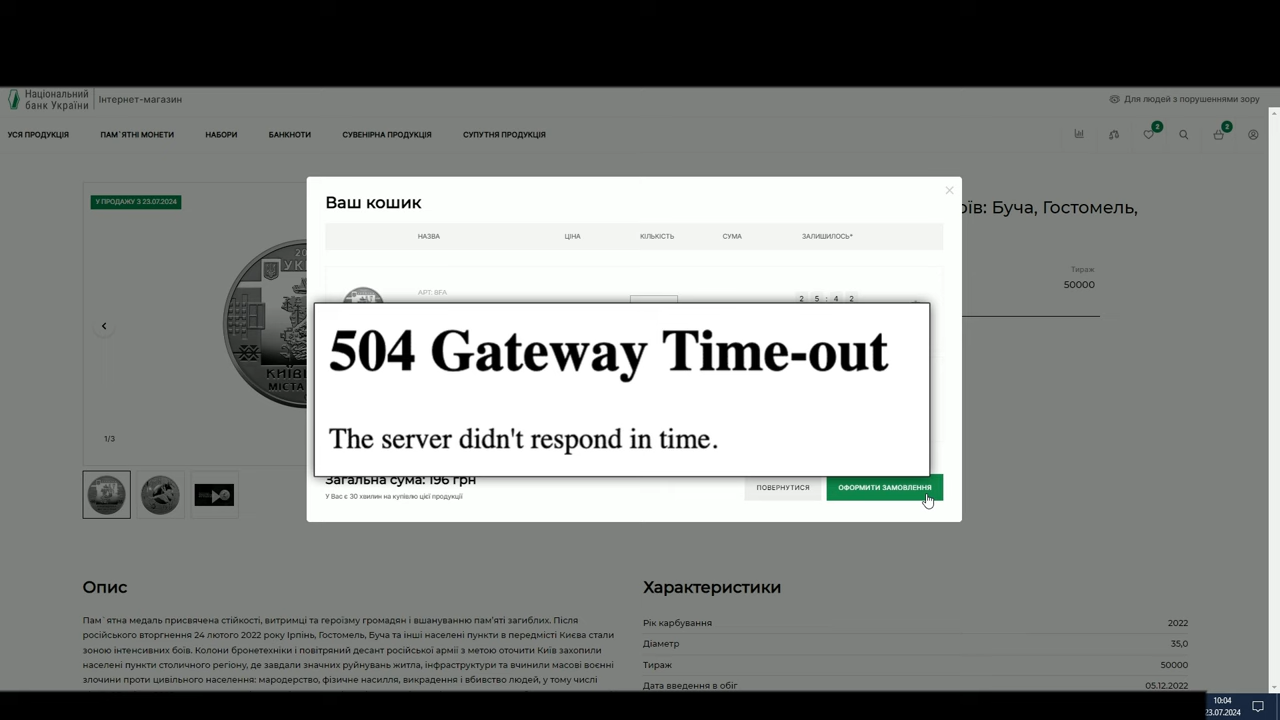 Національний
банк України
Інтернет-магазин
Для людей з порушеннями зору
УСЯ ПРОДУКЦІЯ
ПАМ`ЯТНІ МОНЕТИ
НАБОРИ
БАНКНОТИ
СУВЕНІРНА ПРОДУКЦІЯ
СУПУТНЯ ПРОДУКЦІЯ
2
2
У ПРОДАЖУ З 23.07.2024
Ваш кошик
їв: Буча, Гостомель,
НАЗВА
ЦІНА
КІЛЬКІСТЬ
СУМА
ЗАЛИШИЛОСЬ*
Тираж
50000
АРТ: 8FA
2 5 : 4 2
504 Gateway Time-out
The server didn't respond in time.
1/3
Загальна сума: 196 грн
У Вас є 30 хвилин на купівлю цієї продукції
ПОВЕРНУТИСЯ
ОФОРМИТИ ЗАМОВЛЕННЯ
Опис
Пам`ятна медаль присвячена стійкості, витримці та героїзму громадян і вшануванню пам'яті загиблих. Після
російського вторгнення 24 лютого 2022 року Ірпінь, Гостомель, Буча та інші населені пункти в передмісті Києва стали
зоною інтенсивних боїв. Колони бронетехніки і повітряний десант російської армії з метою оточити Київ захопили
населені пункти столичного регіону, де завдали значних руйнувань житла, інфраструктури та вчинили масові воєнні
злочини проти цивільного населення: мародерство, фізичне насилля, викрадення і вбивство людей, у тому числі
Характеристики
Рік карбування 2022
Діаметр 35,0
Тираж 50000
Дата введення в обіг 05.12.2022
10:04
23.07.2024